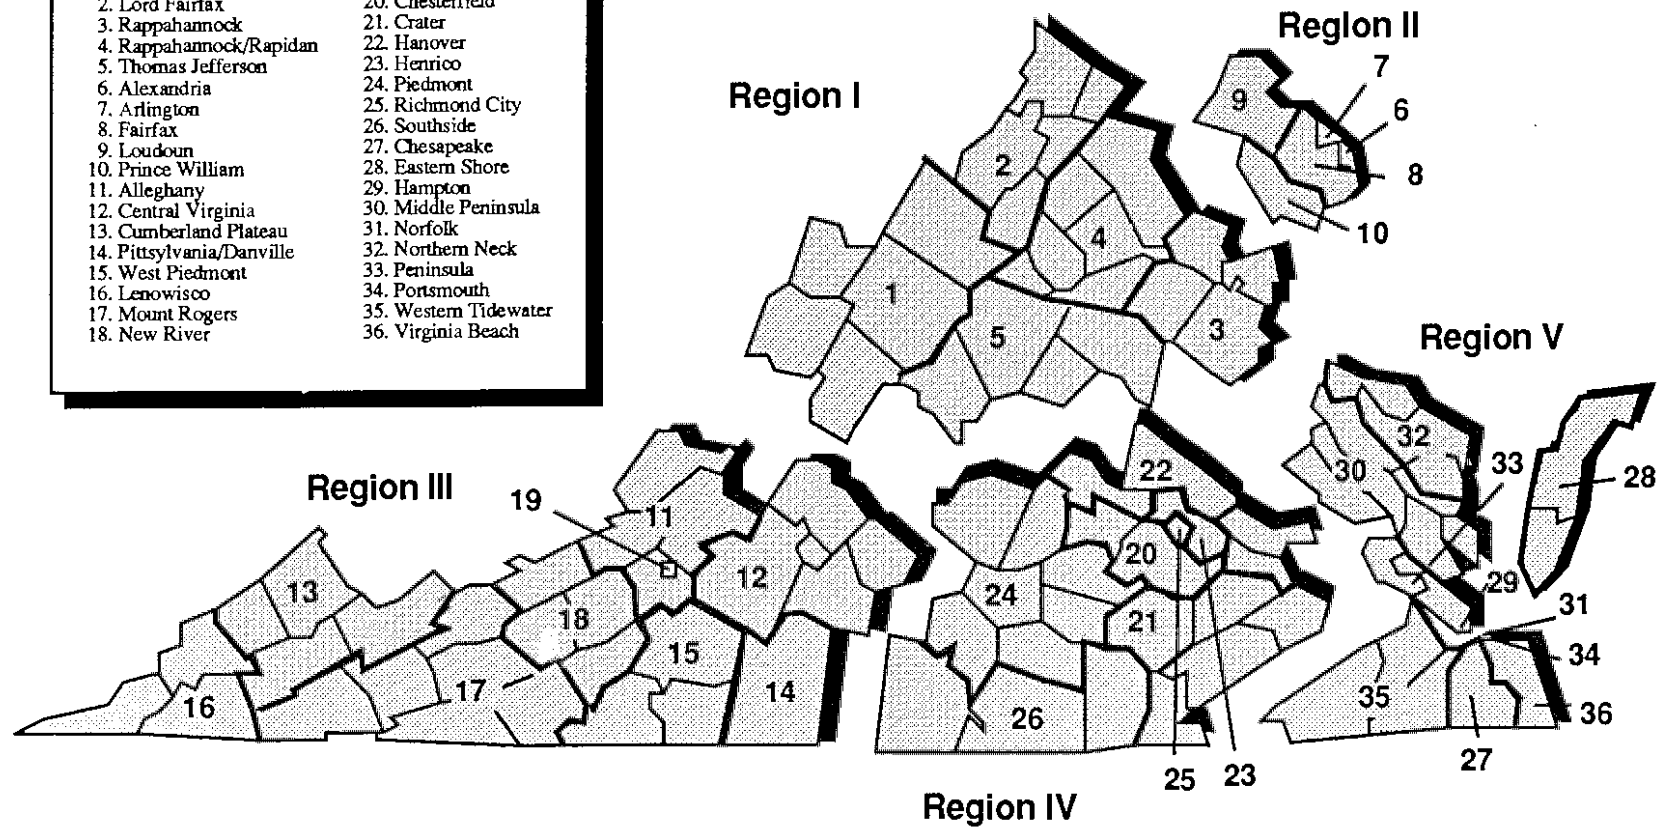 2. Lord Fairfax
3. Rappahannock
4. Rappahannock/Rapidan
5. Thomas Jefferson
6. Alexandria
7. Arlington
8. Fairfax
9. Loudoun
10. Prince William
11. Alleghany
12. Central Virginia
13. Cumberland Plateau
14. Pittsylvania/Danville
15. West Piedmont
16. Lenowisco
17. Mount Rogers
18. New River
20. Chesterfield
21. Crater
22. Hanover
23. Henrico
24. Piedmont
25. Richmond City
26. Southside
27. Chesapeake
28. Eastern Shore
29. Hampton
30. Middle Peninsula
31. Norfolk
32. Northern Neck
33. Peninsula
34. Portsmouth
35. Western Tidewater
36. Virginia Beach
Region I
2
1
4
5
3
Region II
7
9
6
8
10
Region III
19
11
13
12
18
15
17
16
14
22
20
24
21
26
25
23
Region IV
Region V
32
30
33
28
29
31
34
35
36
27